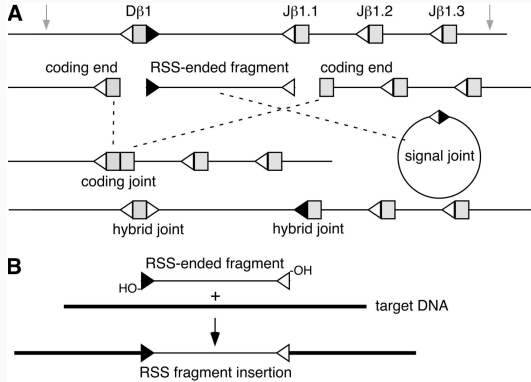 A
Dβ1 Jβ1.1 Jβ1.2 Jβ1.3
coding end RSS-ended fragment coding end
signal joint
coding joint
hybrid joint hybrid joint
B
RSS-ended fragment
HO- -OH
+
target DNA
RSS fragment insertion